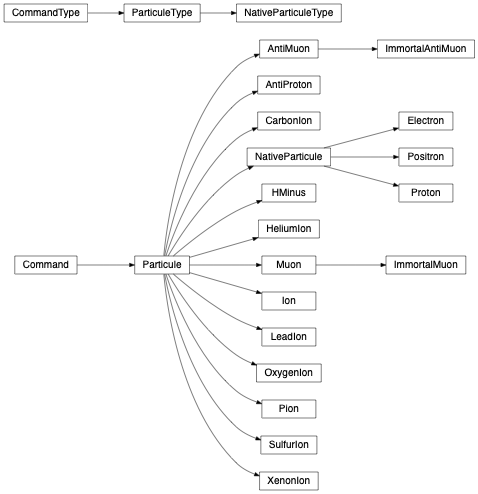 CommandType
ParticuleType
NativeParticuleType
AntiMuon
ImmortalAntiMuon
AntiProton
CarbonIon
Electron
NativeParticule
Positron
HMinus
Proton
HeliumIon
Command
Particule
Muon
ImmortalMuon
Ion
LeadIon
OxygenIon
Pion
SulfurIon
XenonIon